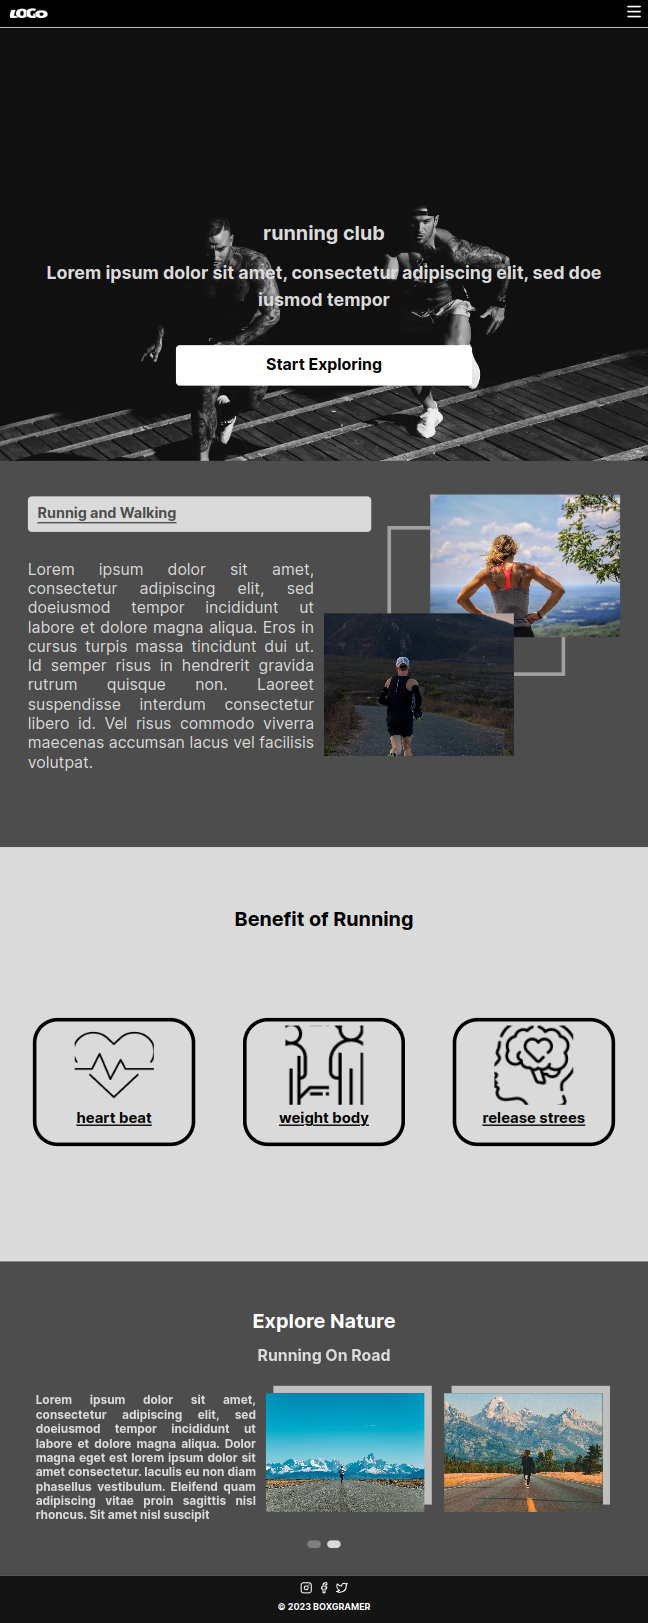 LOGO
running club
Lorem ipsum dolor sit amet, consectetur adipiscing elit, sed doe
iusmod tempor
Start Exploring
Runnig and Walking
Lorem ipsum dolor sit amet,
consectetur adipiscing elit, sed
doeiusmod tempor incididunt ut
labore et dolore magna aliqua. Eros in
cursus turpis massa tincidunt dui ut.
Id semper risus in hendrerit gravida
rutrum quisque non. Laoreet
suspendisse interdum consectetur
libero id. Vel risus commodo viverra
maecenas accumsan lacus vel facilisis
volutpat.
Benefit of Running
heart beat
weight body
release strees
Explore Nature
Running On Road
Lorem ipsum dolor sit amet,
consectetur adipiscing elit, sed
doeiusmod tempor incididunt ut
labore et dolore magna aliqua. Dolor
magna eget est lorem ipsum dolor sit
amet consectetur. Iaculis eu non diam
phasellus vestibulum. Eleifend quam
adipiscing vitae proin sagittis nisl
rhoncus. Sit amet nisl suscipit
© 2023 BOXGRAMER